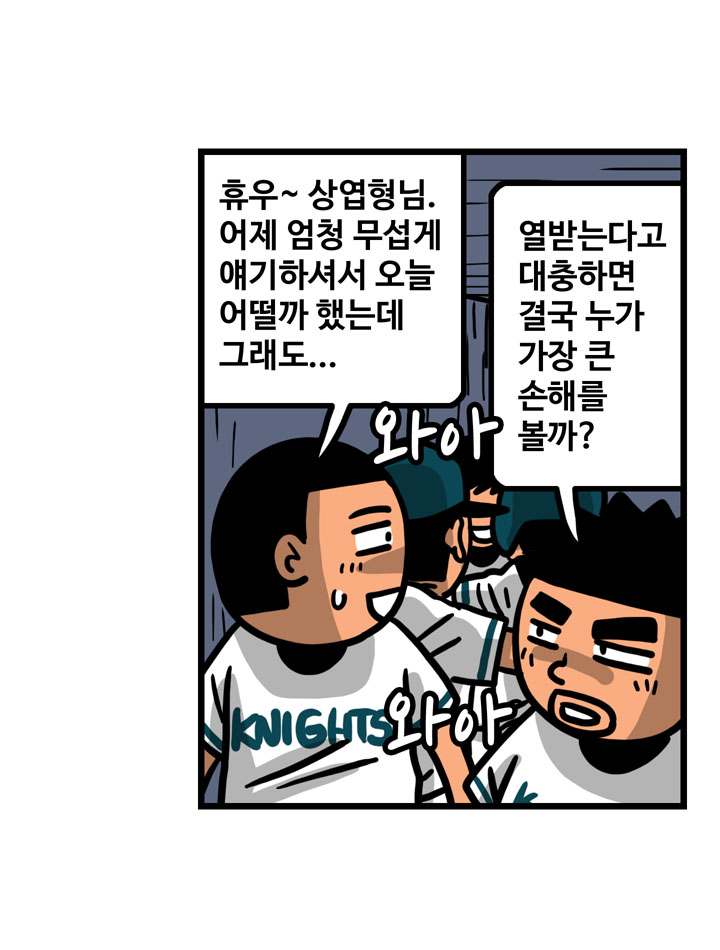 휴우~ 상엽형님.
어제 엄청 무섭게
얘기하셔서 오늘
어떨까 했는데
그래도...
열받는다고
대충하면
결국 누가
가장 큰
손해를
볼까?
와아
KNIGHTS
와아